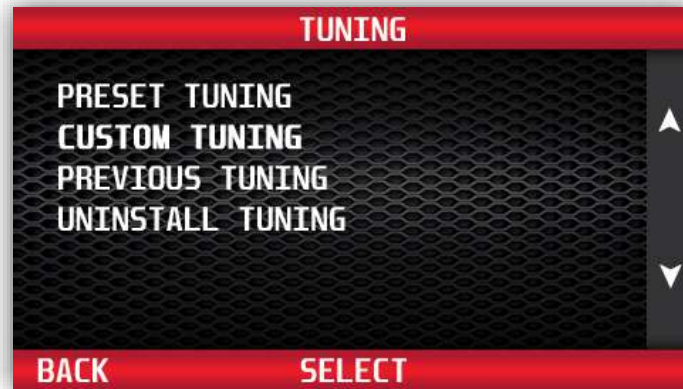 TUNING
PRESET TUNING
CUSTOM TUNING
PREVIOUS TUNING
UNINSTALL TUNING
BACK SELECT